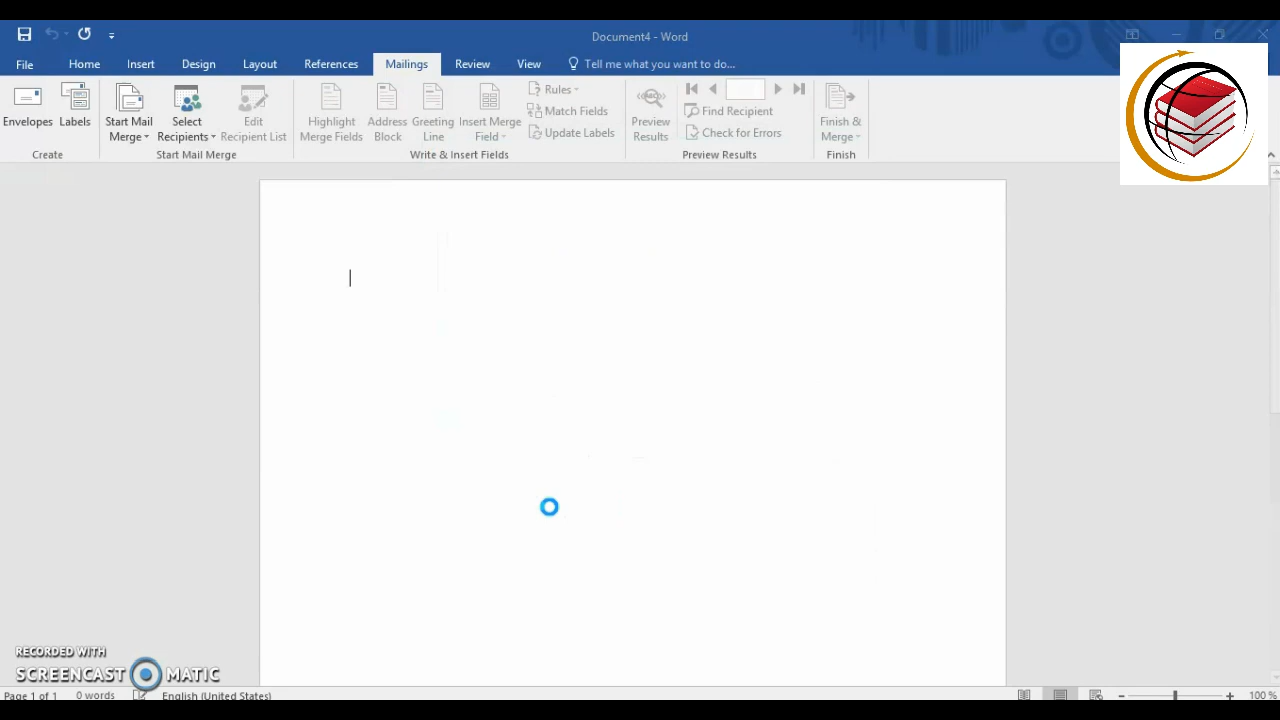 Document4 - Word
File Home Insert Design Layout References Mailings Review View Tell me what you want to do...
Envelopes
Labels
Create
Start Mail
Merge
Select
Recipients
Edit
Recipient List
Start Mail Merge
Highlight
Merge Fields
Address
Block
Greeting
Line
Insert Merge
Field
Rules
Match Fields
Update Labels
Write & Insert Fields
ABC
Preview
Results
Find Recipient
Check for Errors
Preview Results
Finish &
Merge
Finish
RECORDED WITH
SCREENCAST MATIC
Page 1 of 1 0 words English (United States) 100 %